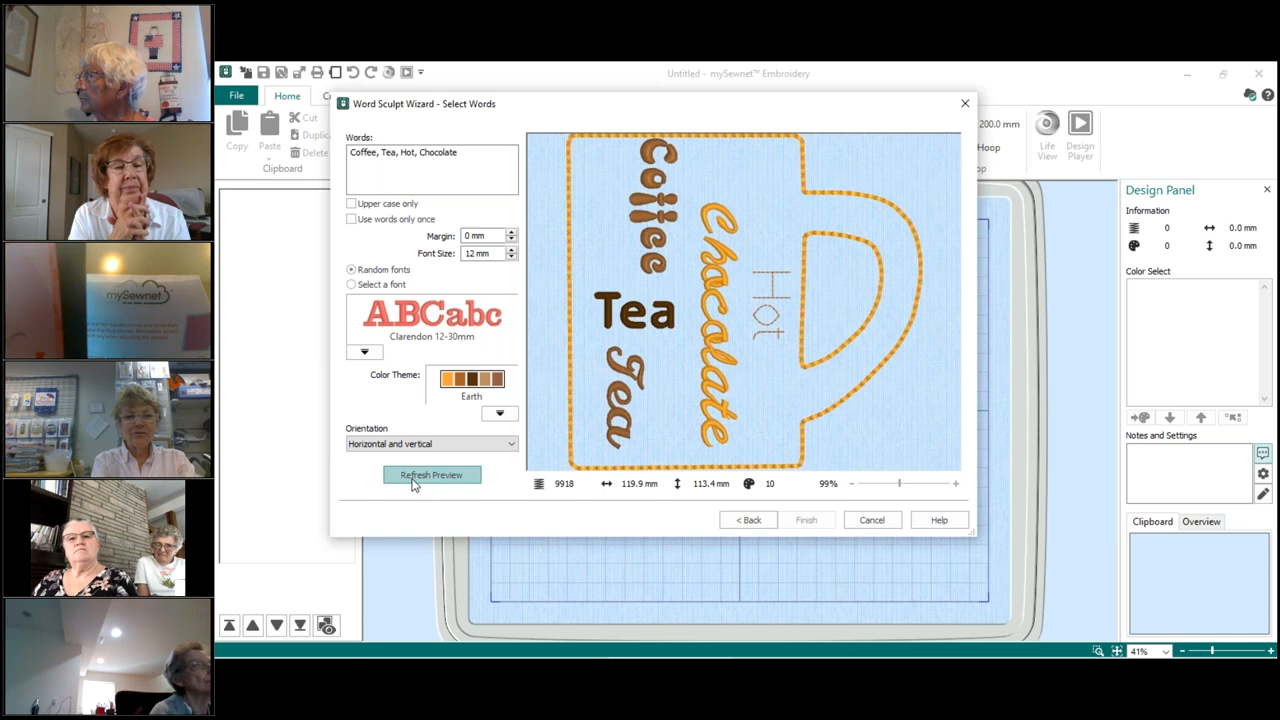 Untitled - mySewnet™ Embroidery
File
Home
Copy
Paste
Cut
Delete
Clipboard
200.0 mm
Hoop
Life
View
Design
Player
Word Sculpt Wizard - Select Words
Words:
Coffee, Tea, Hot, Chocolate
Upper case only
Use words only once
Margin:
0 mm
Font Size:
12 mm
Random fonts
Select a font
ABCabc
Clarendon 12-30mm
Color Theme:
Earth
Orientation
Horizontal and vertical
Refresh Preview
Coffee
Tea
Tea
Chocolate
Hot
9918
119.9 mm
113.4 mm
10
99%
< Back
Finish
Cancel
Help
Design Panel
Information
0
0.0 mm
0
0.0 mm
Color Select
Notes and Settings
Clipboard
Overview
41%
mySewnet